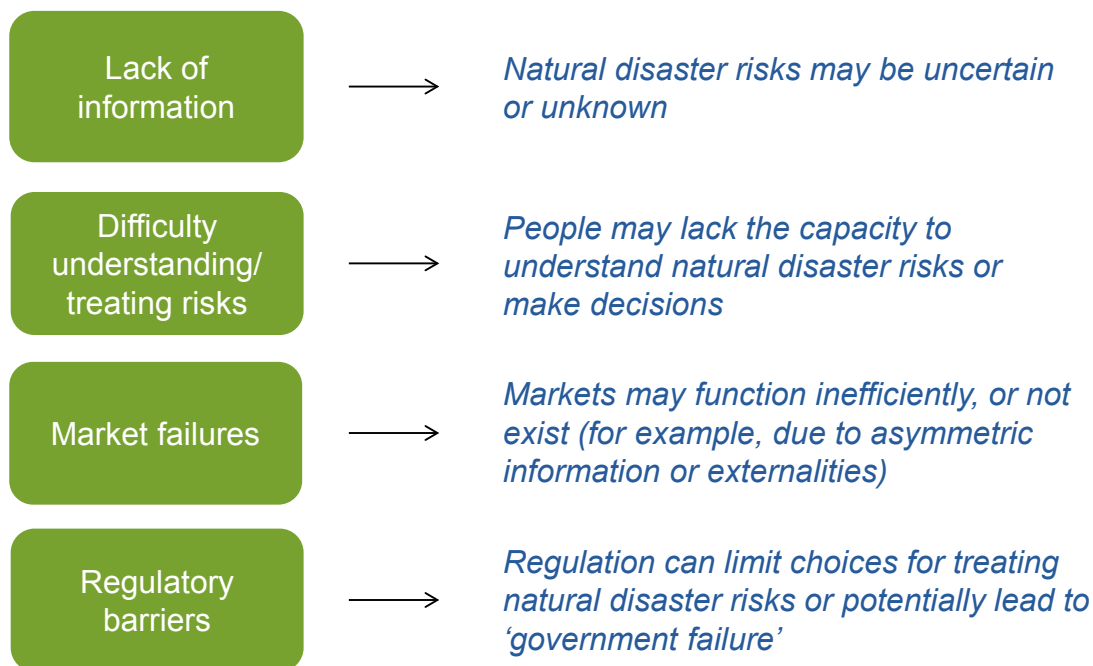 Lack of
information
Natural disaster risks may be uncertain
or unknown
Difficulty
understanding/
treating risks
People may lack the capacity to
understand natural disaster risks or
make decisions
Market failures
Markets may function inefficiently, or not
exist (for example, due to asymmetric
information or externalities)
Regulatory
barriers
Regulation can limit choices for treating
natural disaster risks or potentially lead to
‘government failure’